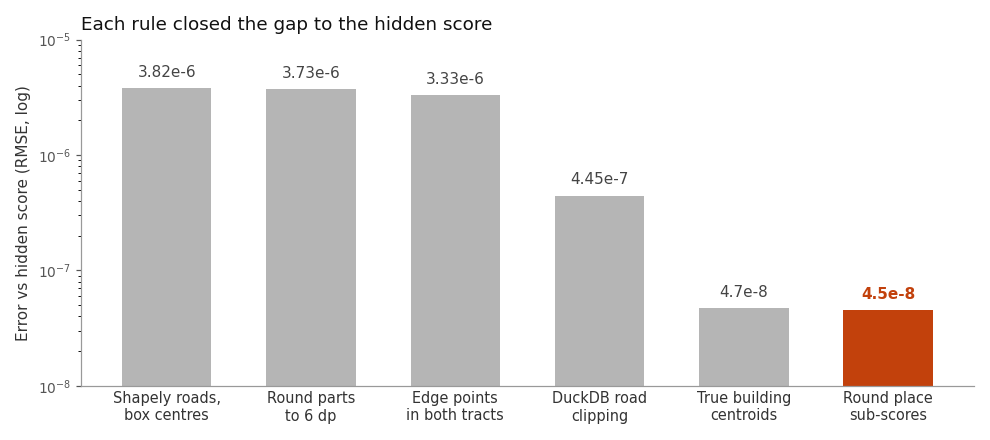 Each rule closed the gap to the hidden score
Error vs hidden score (RMSE, log)
10⁻⁵
10⁻⁶
10⁻⁷
10⁻⁸
3.82e-6
3.73e-6
3.33e-6
4.45e-7
4.7e-8
4.5e-8
Shapely roads,
box centres
Round parts
to 6 dp
Edge points
in both tracts
DuckDB road
clipping
True building
centroids
Round place
sub-scores